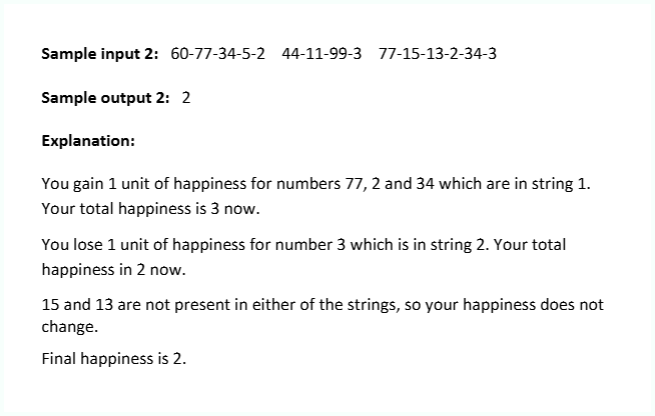 Sample input 2: 60-77-34-5-2 44-11-99-3 77-15-13-2-34-3
Sample output 2: 2
Explanation:
You gain 1 unit of happiness for numbers 77, 2 and 34 which are in string 1.
Your total happiness is 3 now.
You lose 1 unit of happiness for number 3 which is in string 2. Your total
happiness in 2 now.
15 and 13 are not present in either of the strings, so your happiness does not
change.
Final happiness is 2.